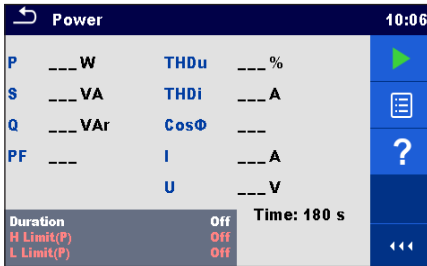 Power 10:06
P ___W THDu ___%
S ___VA THDi ___A
Q ___VAr CosΦ ___
PF ___ I ___A
U ___V
Time: 180 s
Duration Off
H Limit(P) Off
L Limit(P) Off
?